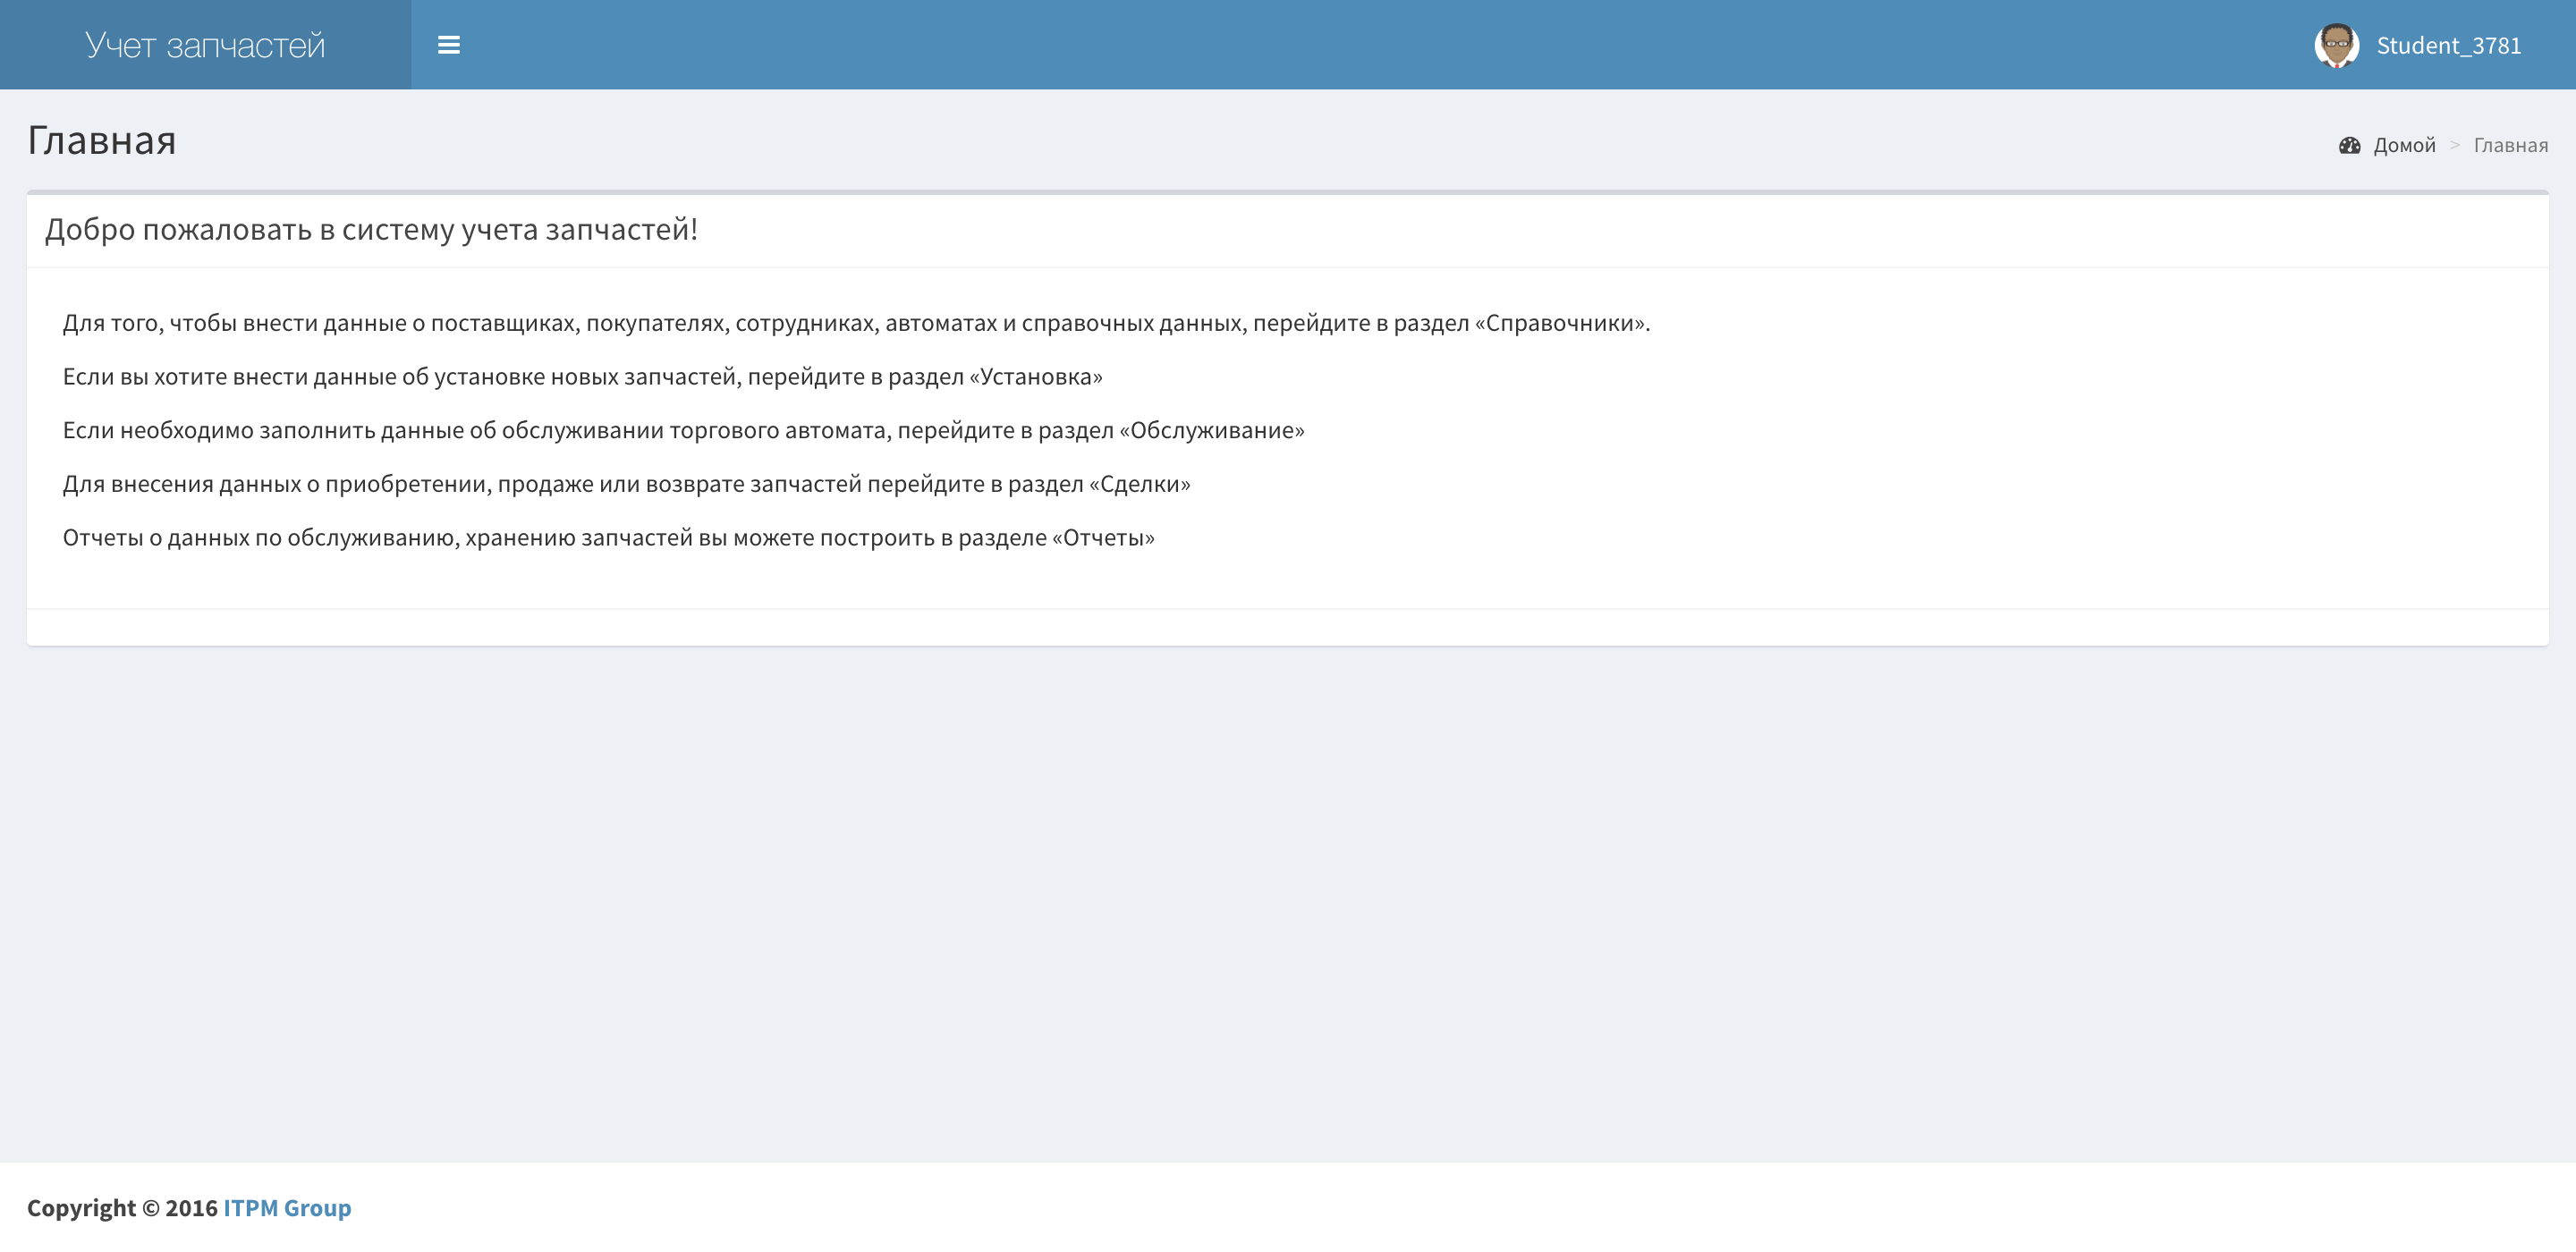 Учет запчастей
Student_3781
Главная
Домой > Главная
Добро пожаловать в систему учета запчастей!
Для того, чтобы внести данные о поставщиках, покупателях, сотрудниках, автоматах и справочных данных, перейдите в раздел «Справочники».
Если вы хотите внести данные об установке новых запчастей, перейдите в раздел «Установка»
Если необходимо заполнить данные об обслуживании торгового автомата, перейдите в раздел «Обслуживание»
Для внесения данных о приобретении, продаже или возврате запчастей перейдите в раздел «Сделки»
Отчеты о данных по обслуживанию, хранению запчастей вы можете построить в разделе «Отчеты»
Copyright © 2016 ITPM Group